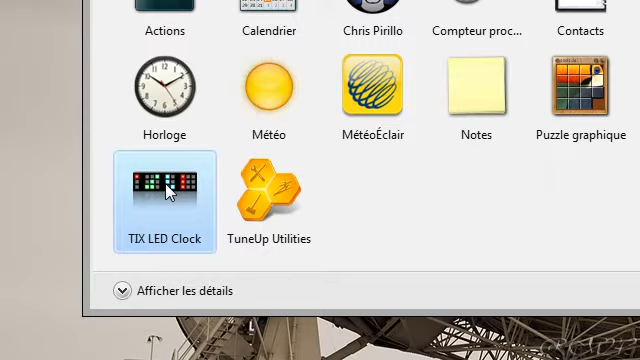 Actions
Calendrier
Chris Pirillo
Compteur proc...
Contacts
Horloge
Météo
MétéoÉclair
Notes
Puzzle graphique
TIX LED Clock
TuneUp Utilities
Afficher les détails